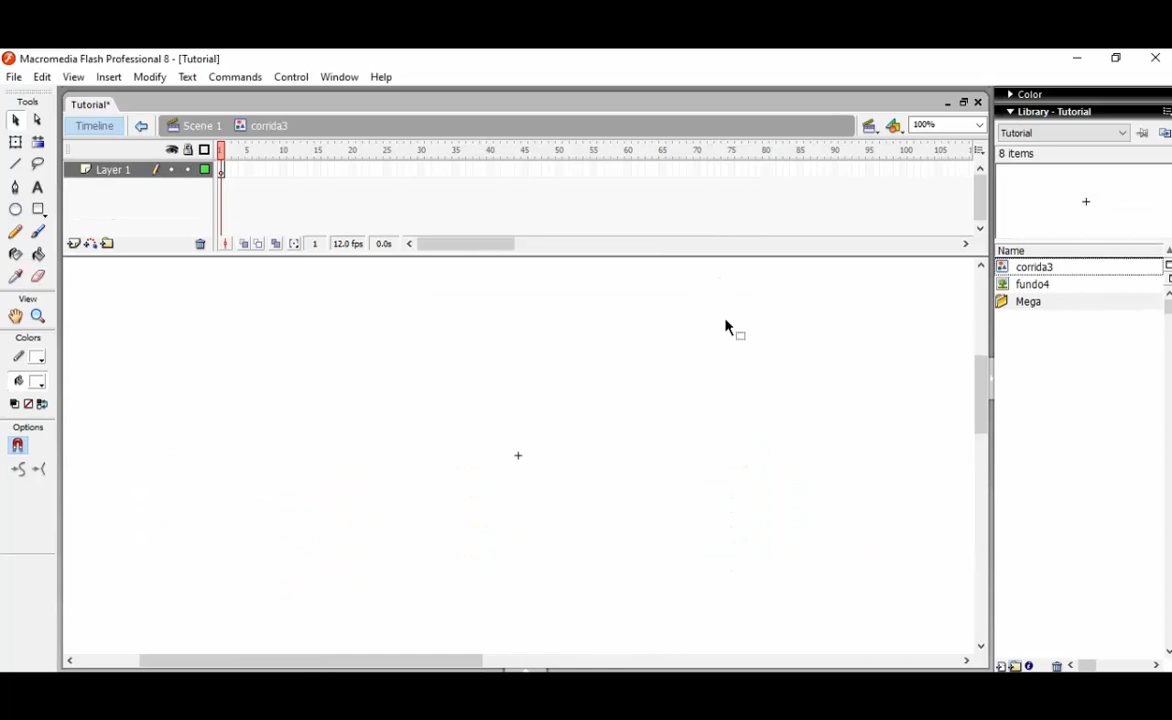 Macromedia Flash Professional 8 - [Tutorial]
File Edit View Insert Modify Text Commands Control Window Help
Tools
Tutorial*
Timeline Scene 1 corrida3 100%
1 5 10 15 20 25 30 35 40 45 50 55 60 65 70 75 80 85 90 95 100 105
Layer 1
1 12.0 fps 0.0s
View
Colors
Options
Color
Library - Tutorial
Tutorial
8 items
Name
corrida3
fundo4
Mega